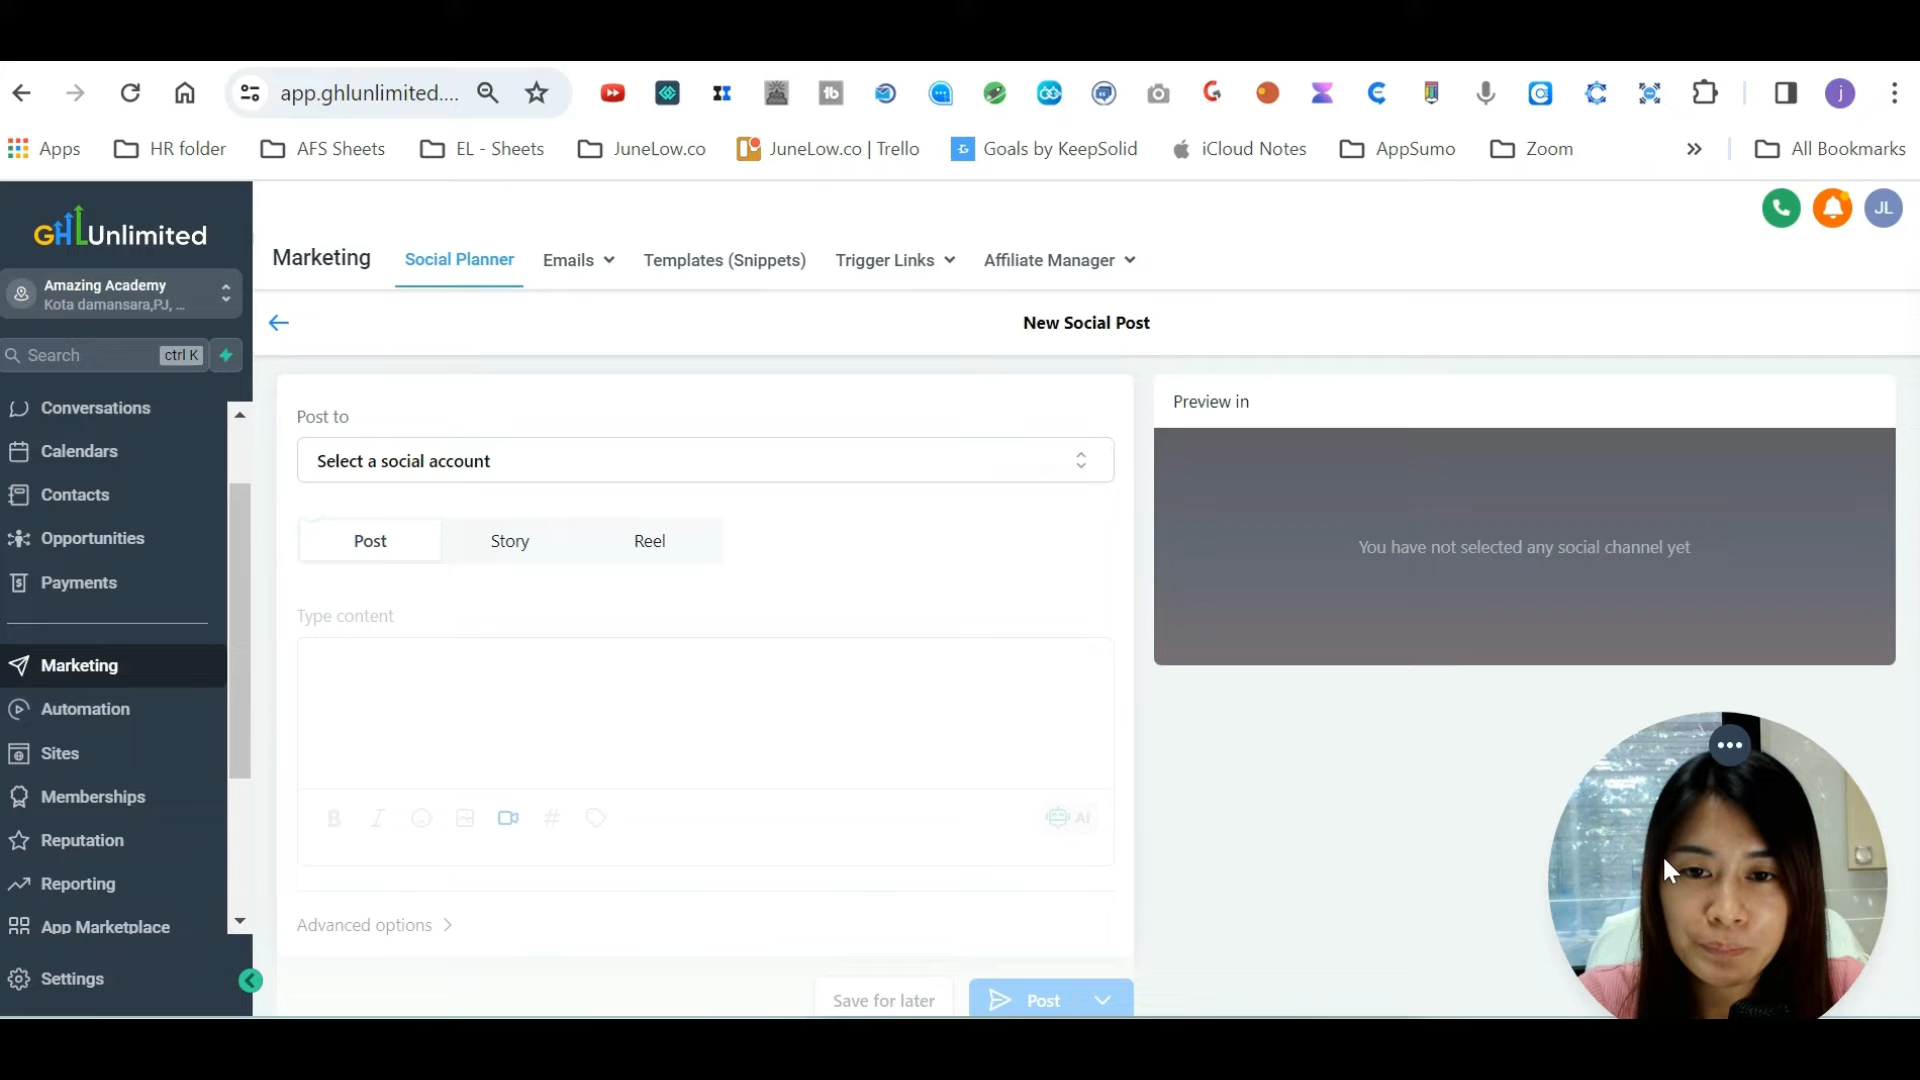 app.ghlunlimited....
Apps
HR folder
AFS Sheets
EL - Sheets
JuneLow.co
JuneLow.co | Trello
Goals by KeepSolid
iCloud Notes
AppSumo
Zoom
All Bookmarks
GHLUnlimited
JL
Marketing
Social Planner
Emails
Templates (Snippets)
Trigger Links
Affiliate Manager
Amazing Academy
Kota damansara,PJ, ...
New Social Post
Search
ctrl K
Conversations
Calendars
Contacts
Opportunities
Payments
Marketing
Automation
Sites
Memberships
Reputation
Reporting
App Marketplace
Settings
Post to
Select a social account
Post
Story
Reel
Type content
B
I
#
AI
Advanced options
Save for later
Post
Preview in
You have not selected any social channel yet